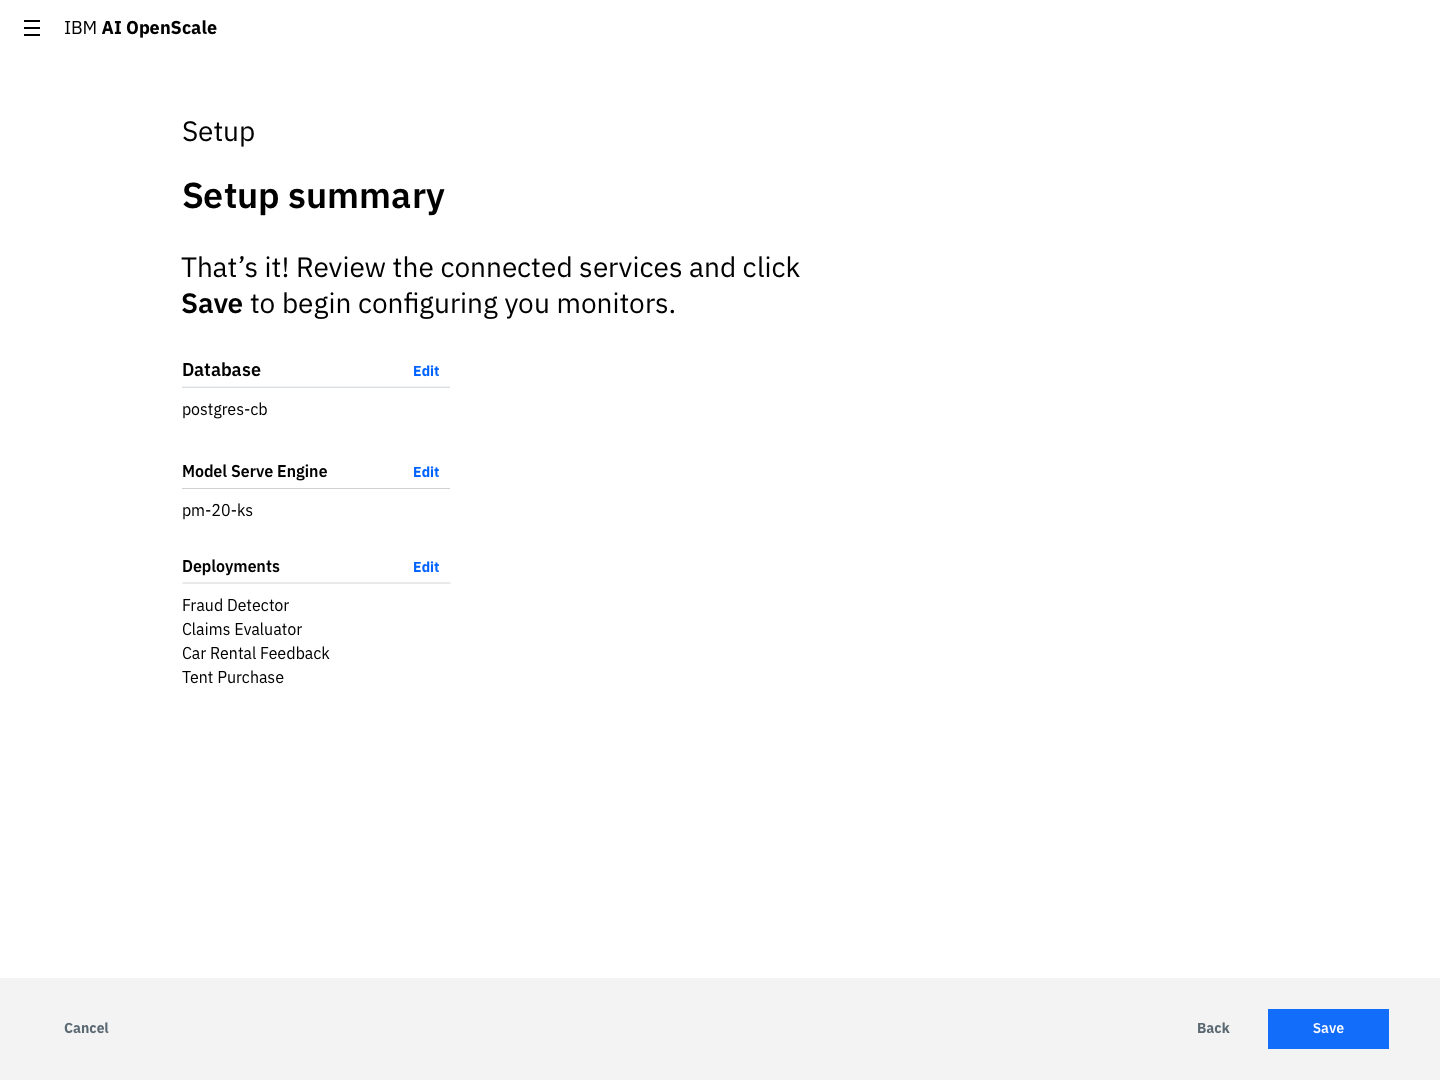 IBM AI OpenScale
Setup
Setup summary
That’s it! Review the connected services and click
Save to begin configuring you monitors.
Database Edit
postgres-cb
Model Serve Engine Edit
pm-20-ks
Deployments Edit
Fraud Detector
Claims Evaluator
Car Rental Feedback
Tent Purchase
Cancel Back Save